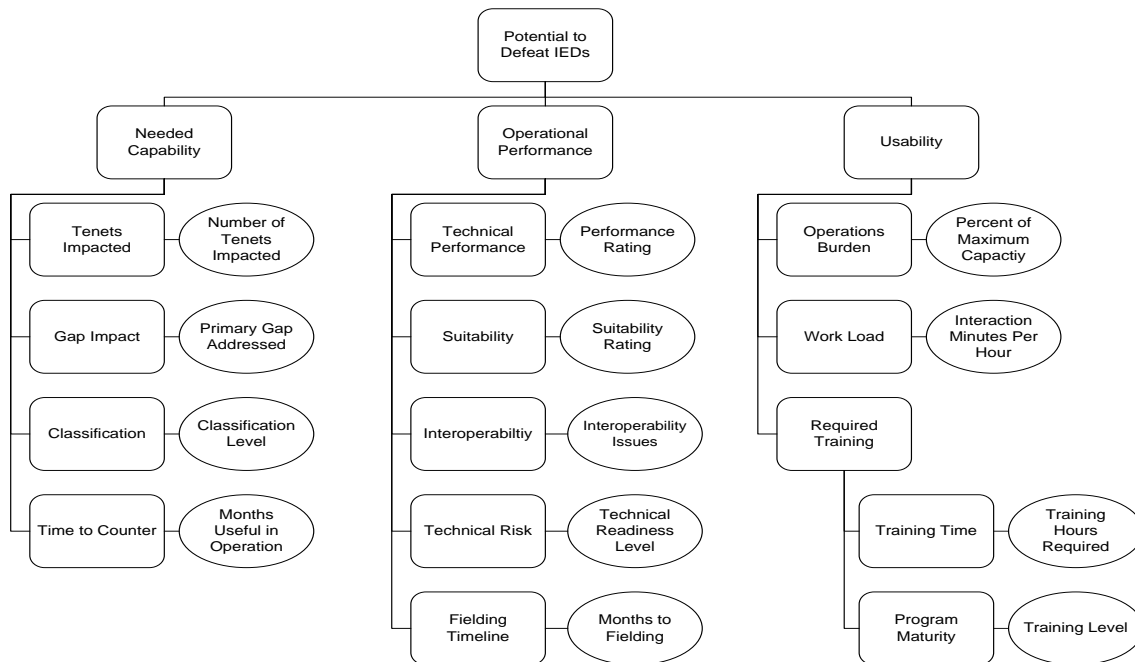 Potential to
Defeat IEDs
Needed
Capability
Operational
Performance
Usability
Tenets
Impacted
Number of
Tenets
Impacted
Technical
Performance
Performance
Rating
Operations
Burden
Percent of
Maximum
Capactiy
Gap Impact
Primary Gap
Addressed
Suitability
Suitability
Rating
Work Load
Interaction
Minutes Per
Hour
Classification
Classification
Level
Interoperabiltiy
Interoperability
Issues
Required
Training
Time to Counter
Months
Useful in
Operation
Technical Risk
Technical
Readiness
Level
Training Time
Training
Hours
Required
Fielding
Timeline
Months to
Fielding
Program
Maturity
Training Level